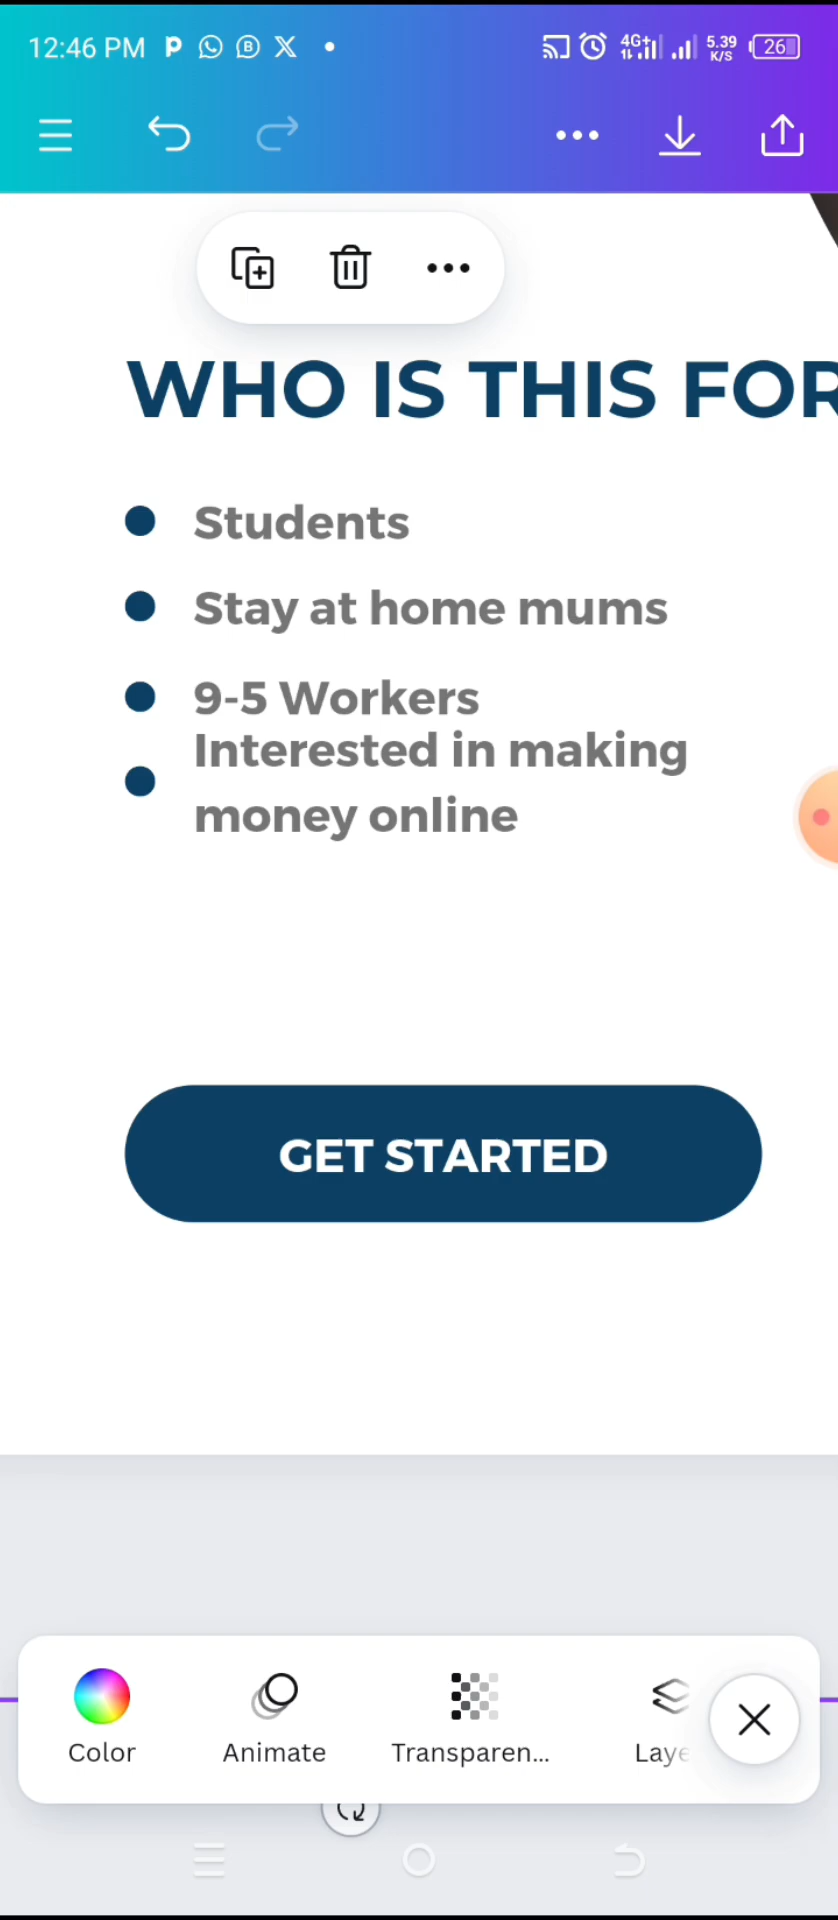 12:46 PM
4G+
5.39 K/S
26
WHO IS THIS FOR
Students
Stay at home mums
9-5 Workers
Interested in making
money online
GET STARTED
Color
Animate
Transparen...
Laye